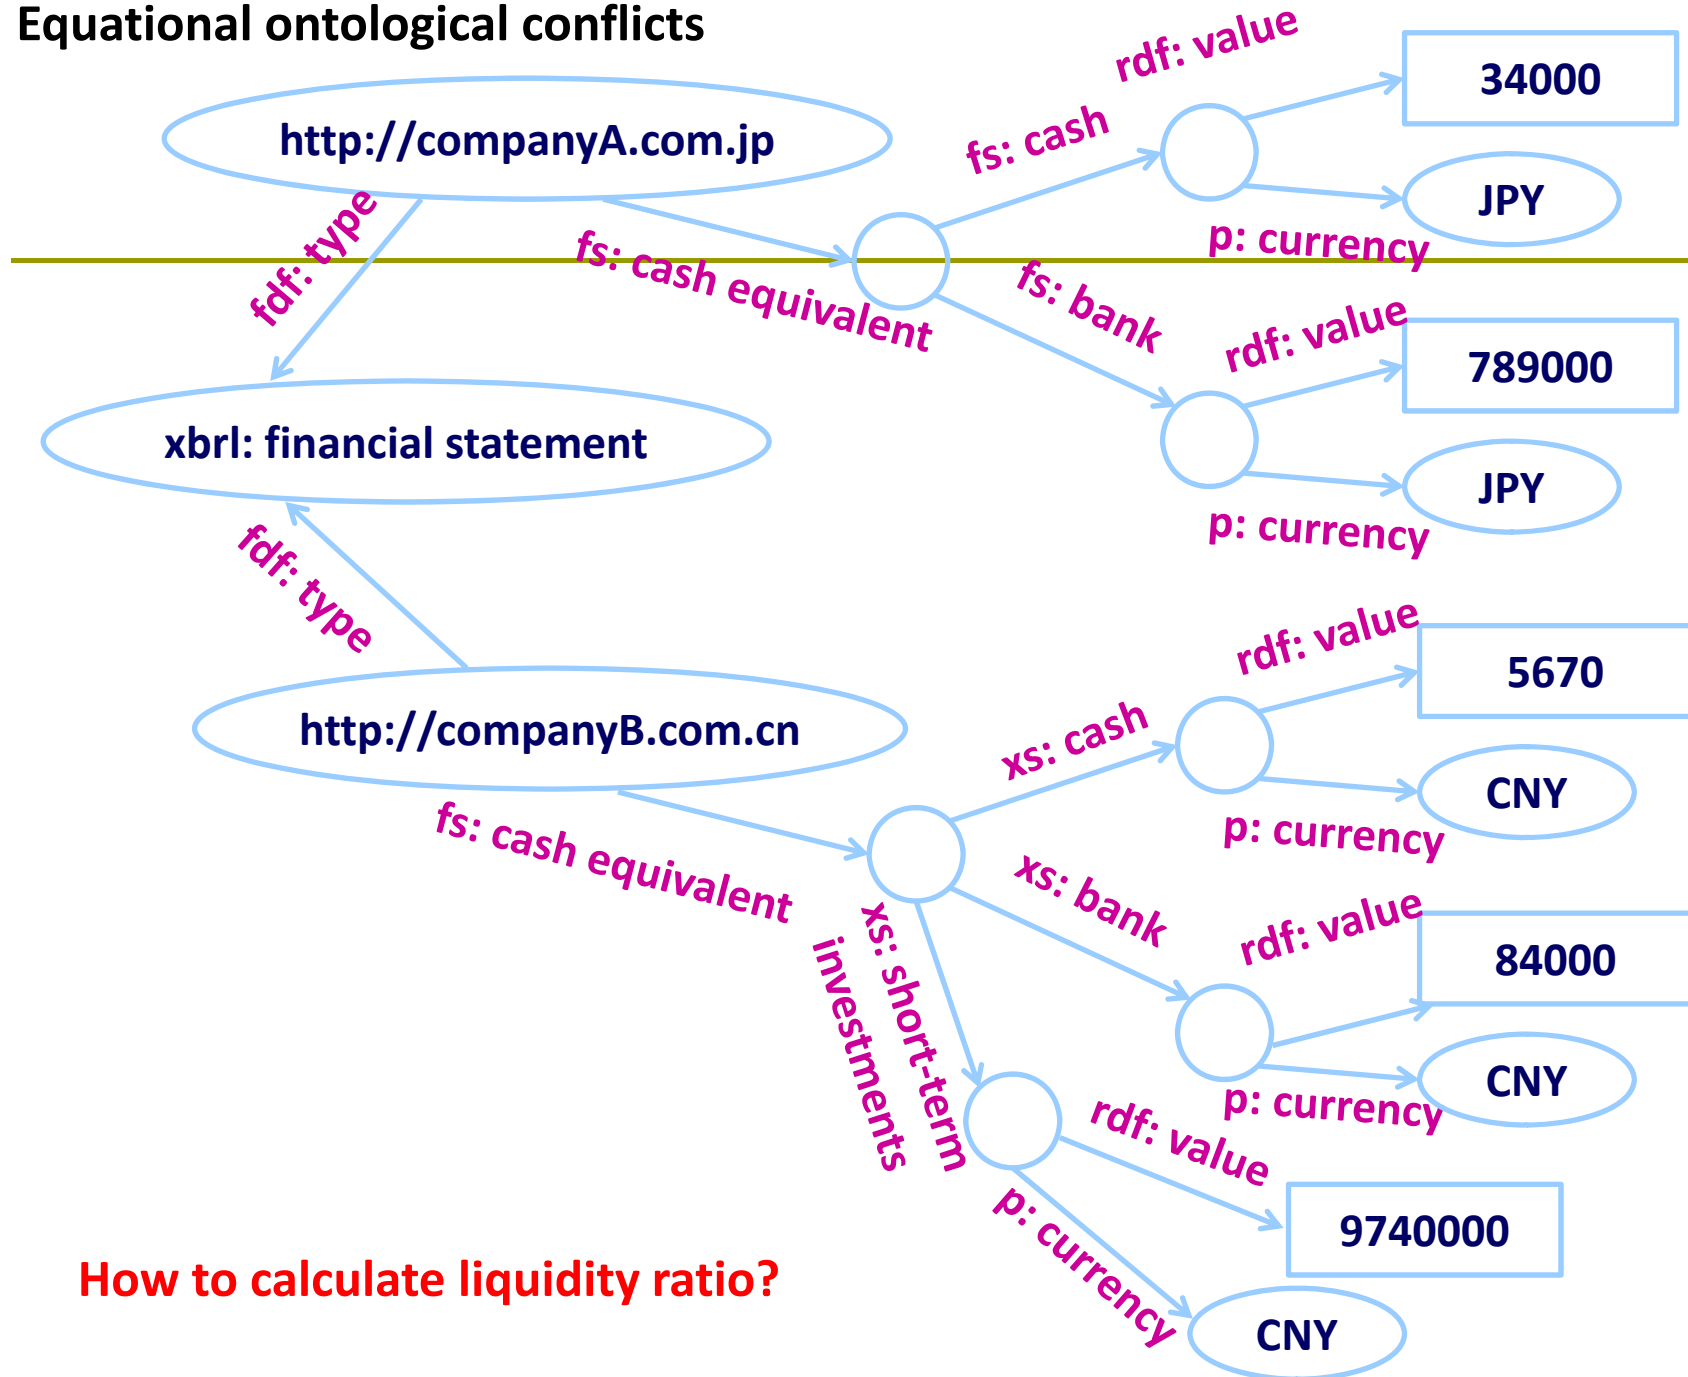 Equational ontological conflicts
http://companyA.com.jp
fdf: type
fs: cash equivalent
fs: cash
rdf: value
34000
JPY
p: currency
fs: bank
rdf: value
789000
JPY
p: currency
xbrl: financial statement
fdf: type
http://companyB.com.cn
fs: cash equivalent
xs: cash
rdf: value
5670
CNY
p: currency
xs: bank
rdf: value
84000
CNY
p: currency
xs: short-term
investments
rdf: value
9740000
p: currency
CNY
How to calculate liquidity ratio?